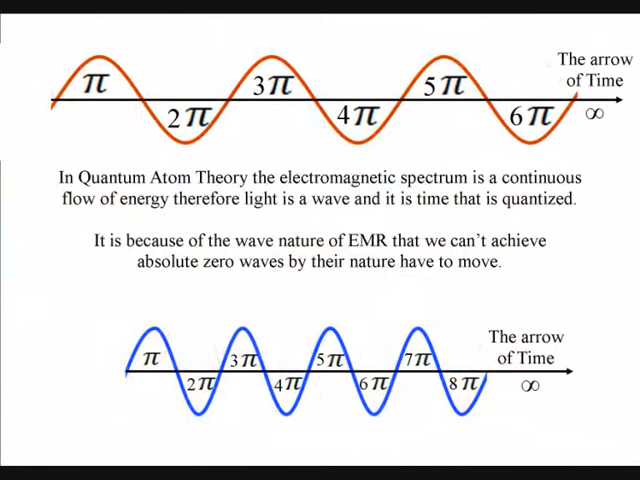 The arrow
of Time
π 3π 5π
2π 4π 6π ∞
In Quantum Atom Theory the electromagnetic spectrum is a continuous
flow of energy therefore light is a wave and it is time that is quantized.
It is because of the wave nature of EMR that we can't achieve
absolute zero waves by their nature have to move.
The arrow
of Time
π 3π 5π 7π
2π 4π 6π 8π ∞